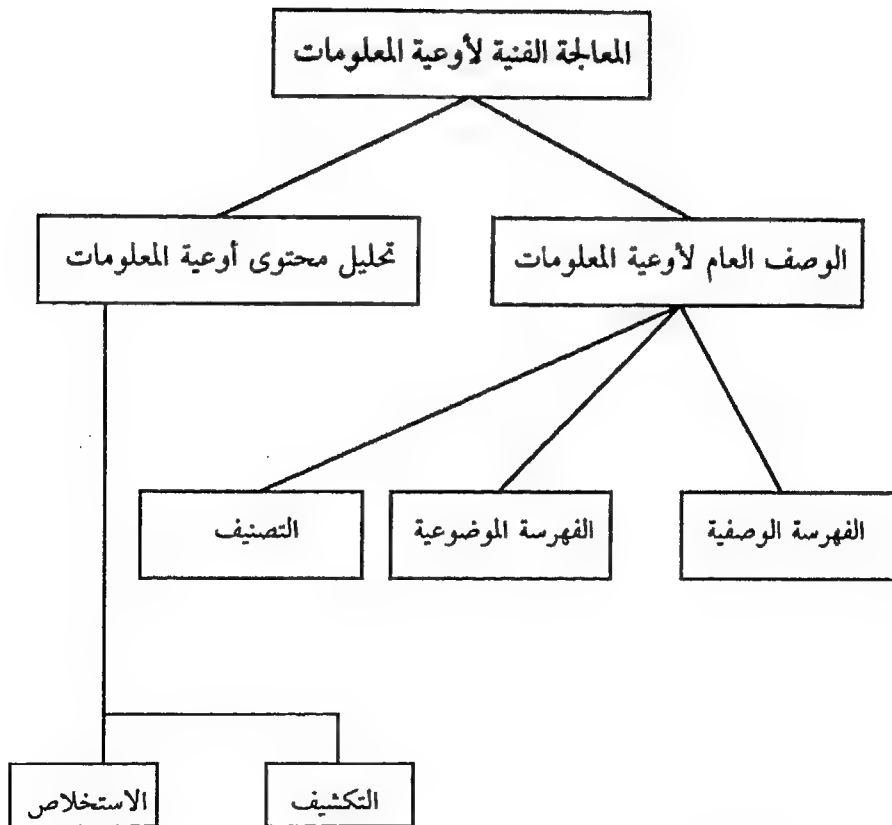 المعالجة الفنية لأوعية المعلومات
الوصف العام لأوعية المعلومات
تحليل محتوى أوعية المعلومات
الفهرسة الوصفية
الفهرسة الموضوعية
التصنيف
التكشيف
الاستخلاص